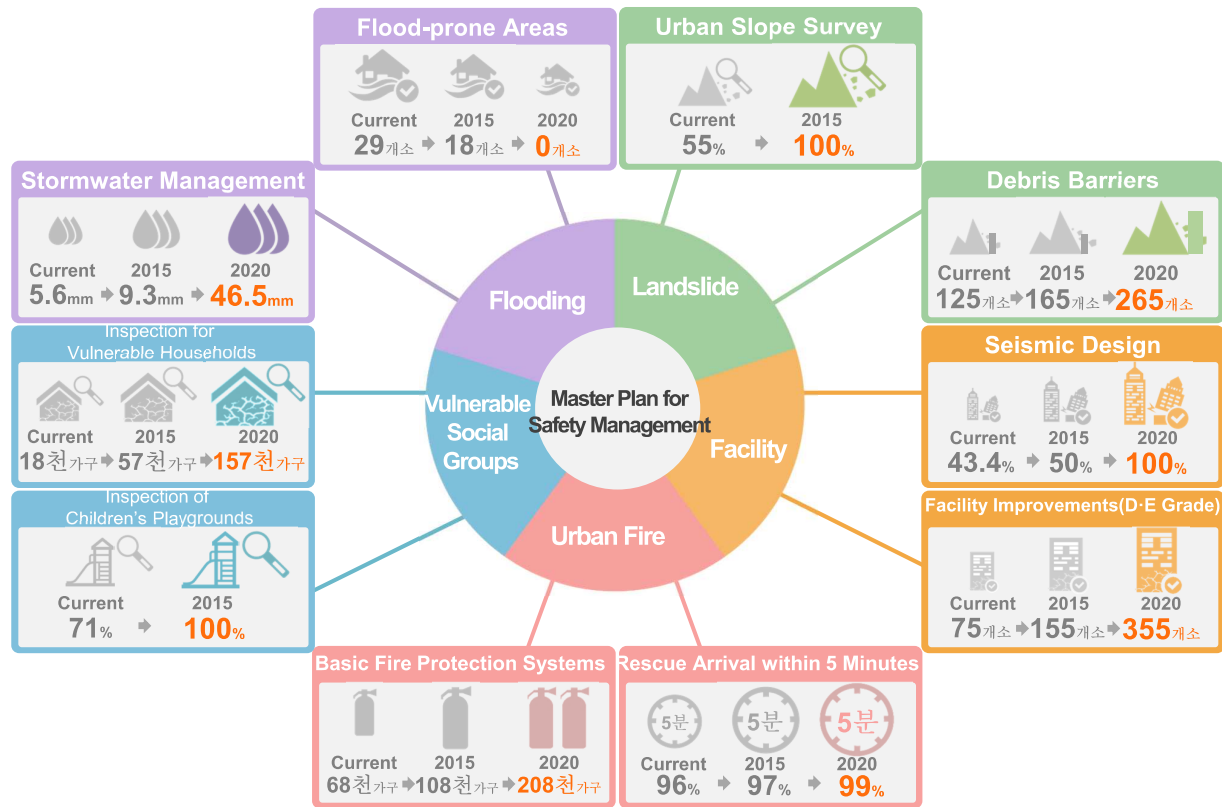 Flood-prone Areas
Current 2015 2020
29개소 18개소 0개소
Urban Slope Survey
Current 2015
55% 100%
Stormwater Management
Current 2015 2020
5.6mm 9.3mm 46.5mm
Debris Barriers
Current 2015 2020
125개소 165개소 265개소
Flooding
Landslide
Vulnerable
Social
Groups
Master Plan for
Safety Management
Facility
Urban Fire
Inspection for
Vulnerable Households
Current 2015 2020
18천가구 57천가구 157천가구
Seismic Design
Current 2015 2020
43.4% 50% 100%
Inspection of
Children's Playgrounds
Current 2015
71% 100%
Facility Improvements(D·E Grade)
Current 2015 2020
75개소 155개소 355개소
Basic Fire Protection Systems
Current 2015 2020
68천가구 108천가구 208천가구
Rescue Arrival within 5 Minutes
5분 5분 5분
Current 2015 2020
96% 97% 99%